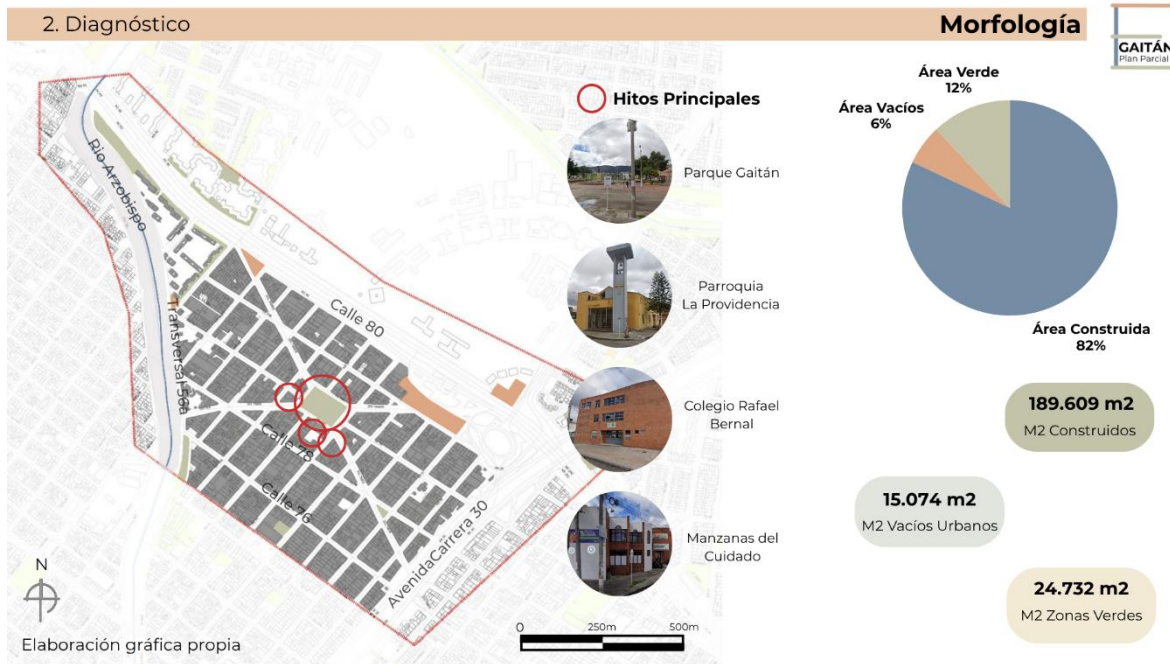 2. Diagnóstico
Morfología
GAITÁN
Plan Parcial
Hitos Principales
Parque Gaitán
Parroquia
La Providencia
Colegio Rafael
Bernal
Manzanas del
Cuidado
Rio Arzobispo
Transversal 56a
Calle 80
Calle 78
Calle 76
AvenidaCarrera 30
N
Elaboración gráfica propia
0
250m
500m
Área Verde
12%
Área Vacíos
6%
Área Construida
82%
189.609 m2
M2 Construidos
15.074 m2
M2 Vacíos Urbanos
24.732 m2
M2 Zonas Verdes